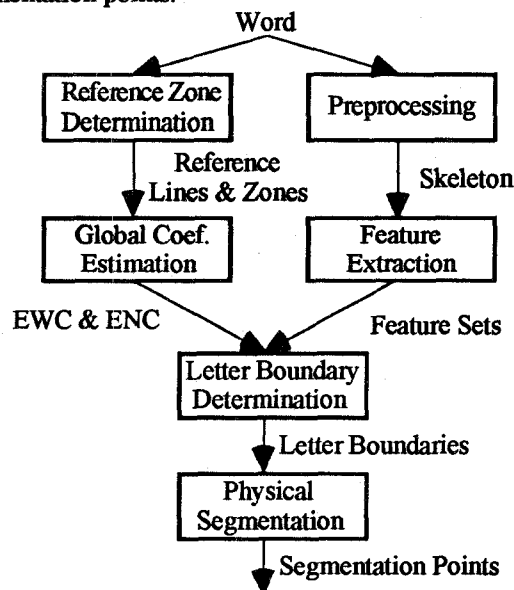 Word
Reference Zone
Determination
Preprocessing
Reference
Lines & Zones
Skeleton
Global Coef.
Estimation
Feature
Extraction
EWC & ENC
Feature Sets
Letter Boundary
Determination
Letter Boundaries
Physical
Segmentation
Segmentation Points